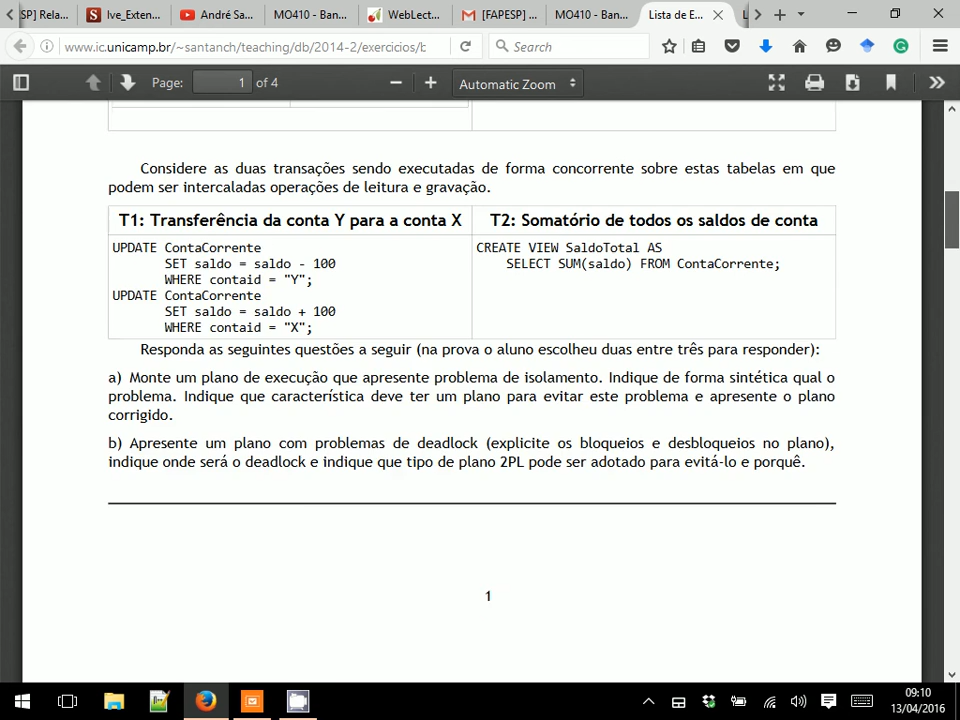 SP] Rela...
Ive_Exten...
André Sa...
MO410 - Ban...
WebLect...
[FAPESP] ...
MO410 - Ban...
Lista de E...
www.ic.unicamp.br/~santanch/teaching/db/2014-2/exercicios/b
Search
Page: 1 of 4
Automatic Zoom
Considere as duas transações sendo executadas de forma concorrente sobre estas tabelas em que
podem ser intercaladas operações de leitura e gravação.
T1: Transferência da conta Y para a conta X
T2: Somatório de todos os saldos de conta
UPDATE ContaCorrente
SET saldo = saldo - 100
WHERE contaid = "Y";
UPDATE ContaCorrente
SET saldo = saldo + 100
WHERE contaid = "X";
CREATE VIEW SaldoTotal AS
SELECT SUM(saldo) FROM ContaCorrente;
Responda as seguintes questões a seguir (na prova o aluno escolheu duas entre três para responder):
a) Monte um plano de execução que apresente problema de isolamento. Indique de forma sintética qual o
problema. Indique que característica deve ter um plano para evitar este problema e apresente o plano
corrigido.
b) Apresente um plano com problemas de deadlock (explicite os bloqueios e desbloqueios no plano),
indique onde será o deadlock e indique que tipo de plano 2PL pode ser adotado para evitá-lo e porquê.
1
09:10
13/04/2016